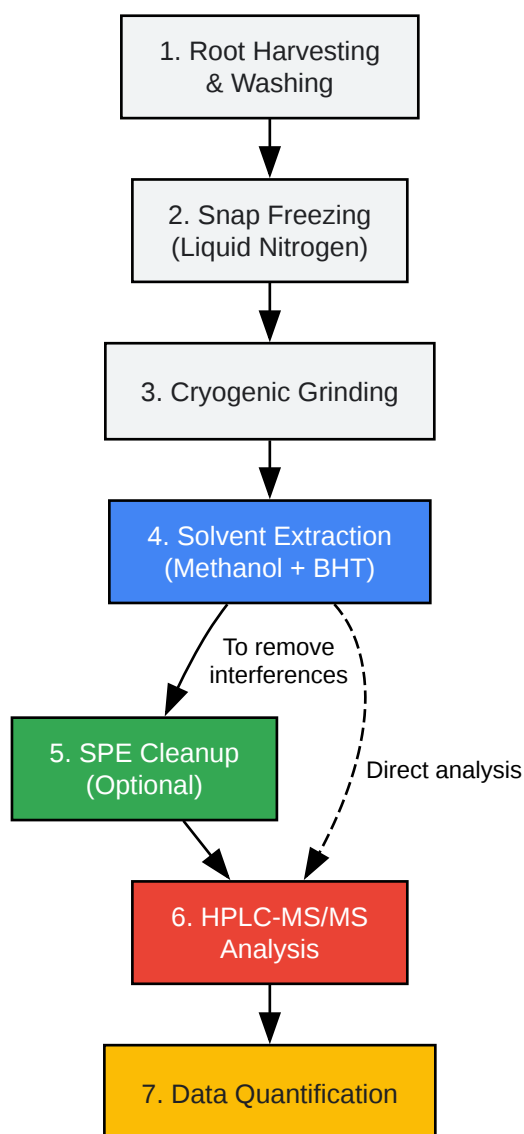 1. Root Harvesting
& Washing
2. Snap Freezing
(Liquid Nitrogen)
3. Cryogenic Grinding
4. Solvent Extraction
(Methanol + BHT)
To remove
interferences
5. SPE Cleanup
(Optional)
Direct analysis
6. HPLC-MS/MS
Analysis
7. Data Quantification